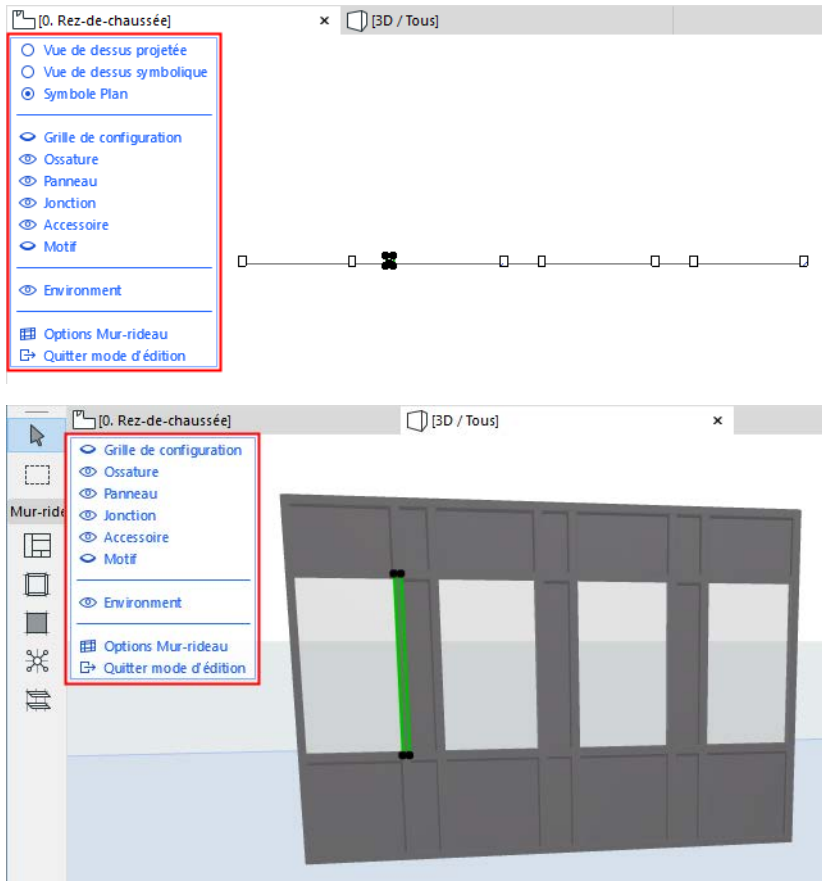 [0. Rez-de-chaussée] [3D / Tous]
Vue de dessus projetée
Vue de dessus symbolique
Symbole Plan
Grille de configuration
Ossature
Panneau
Jonction
Accessoire
Motif
Environment
Options Mur-rideau
Quitter mode d'édition
[0. Rez-de-chaussée] [3D / Tous]
Grille de configuration
Ossature
Panneau
Mur-ride
Jonction
Accessoire
Motif
Environment
Options Mur-rideau
Quitter mode d'édition